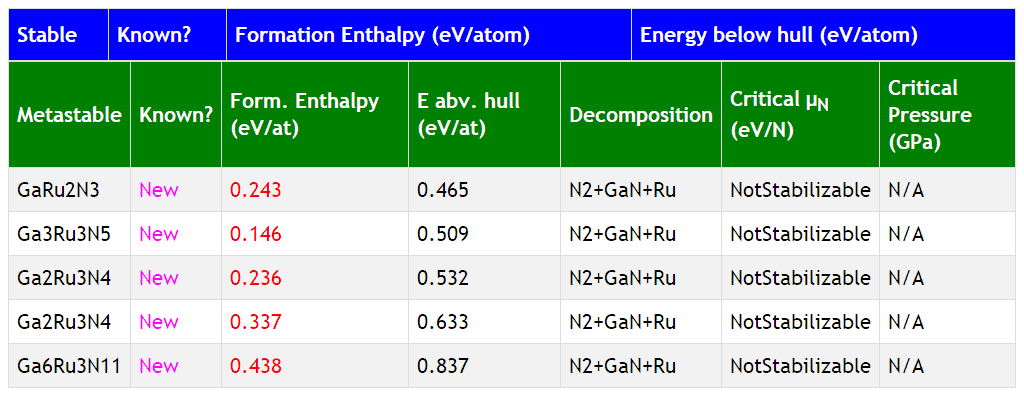 Stable Known? Formation Enthalpy (eV/atom) Energy below hull (eV/atom)
Metastable Known? Form. Enthalpy (eV/at) E abv. hull (eV/at) Decomposition Critical μN (eV/N) Critical Pressure (GPa)
GaRu2N3 New 0.243 0.465 N2+GaN+Ru NotStabilizable N/A
Ga3Ru3N5 New 0.146 0.509 N2+GaN+Ru NotStabilizable N/A
Ga2Ru3N4 New 0.236 0.532 N2+GaN+Ru NotStabilizable N/A
Ga2Ru3N4 New 0.337 0.633 N2+GaN+Ru NotStabilizable N/A
Ga6Ru3N11 New 0.438 0.837 N2+GaN+Ru NotStabilizable N/A